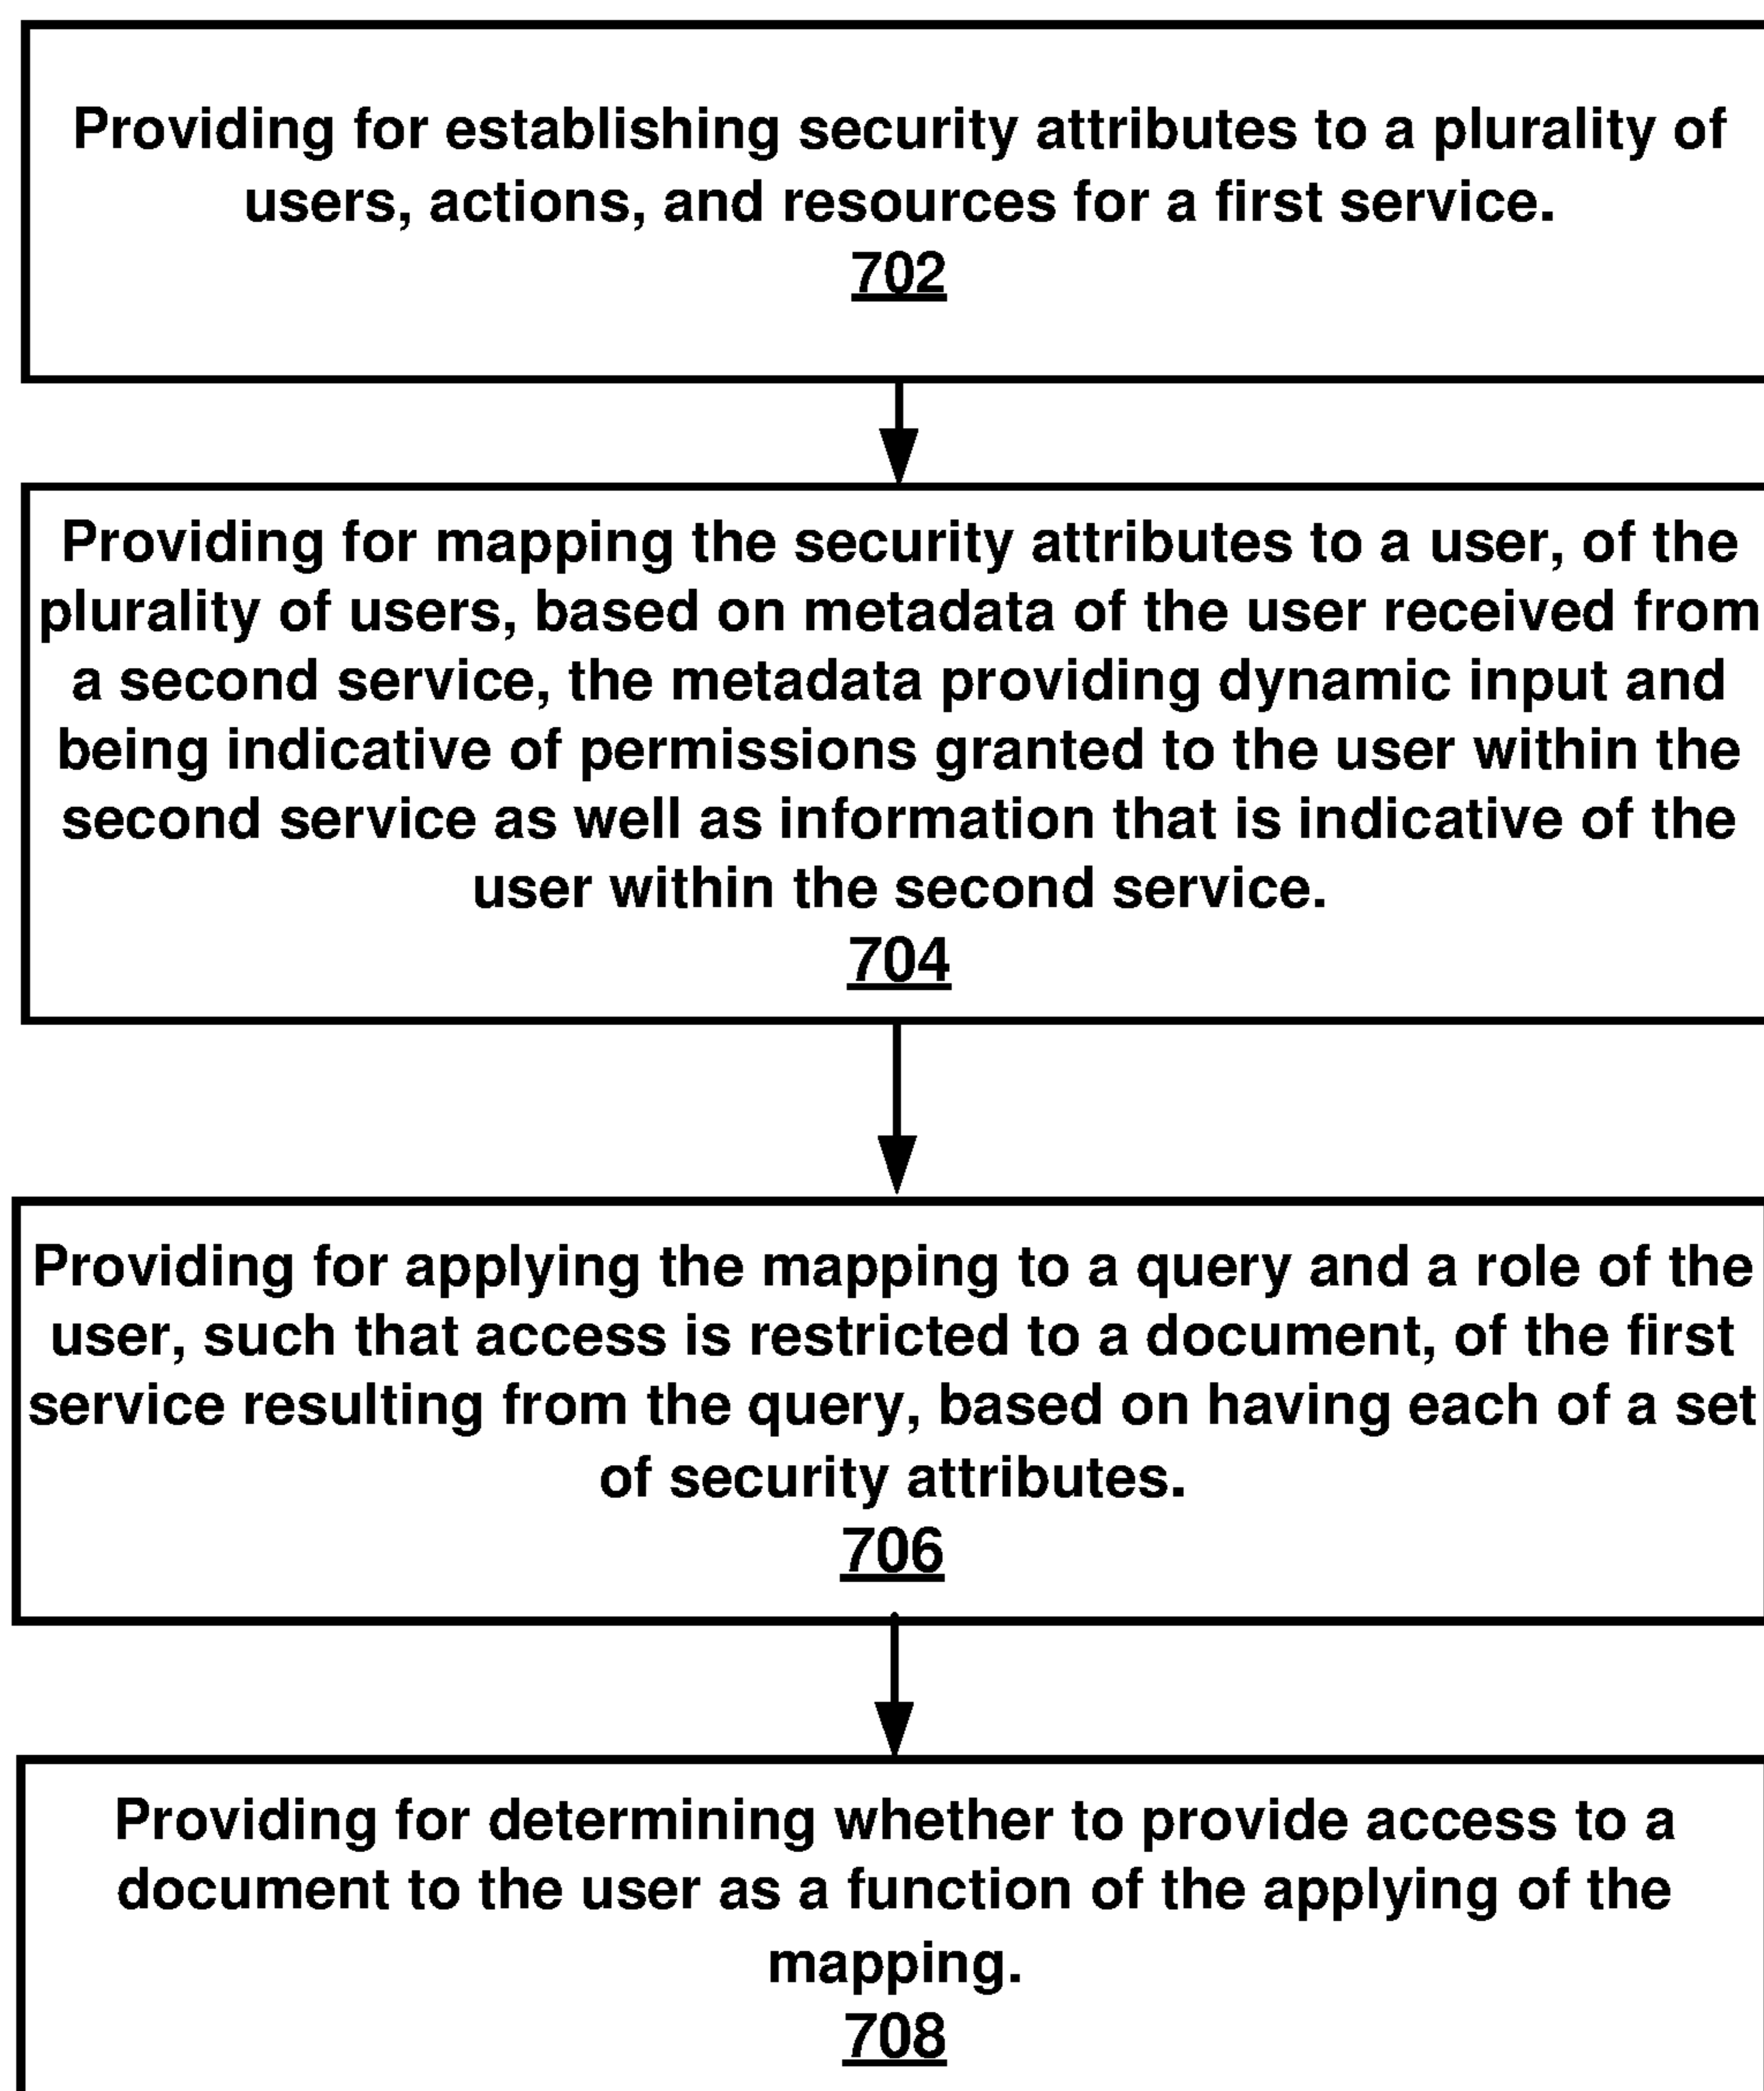 Providing for establishing security attributes to a plurality of
users, actions, and resources for a first service.
702
Providing for mapping the security attributes to a user, of the
plurality of users, based on metadata of the user received from
a second service, the metadata providing dynamic input and
being indicative of permissions granted to the user within the
second service as well as information that is indicative of the
user within the second service.
704
Providing for applying the mapping to a query and a role of the
user, such that access is restricted to a document, of the first
service resulting from the query, based on having each of a set
of security attributes.
706
Providing for determining whether to provide access to a
document to the user as a function of the applying of the
mapping.
708